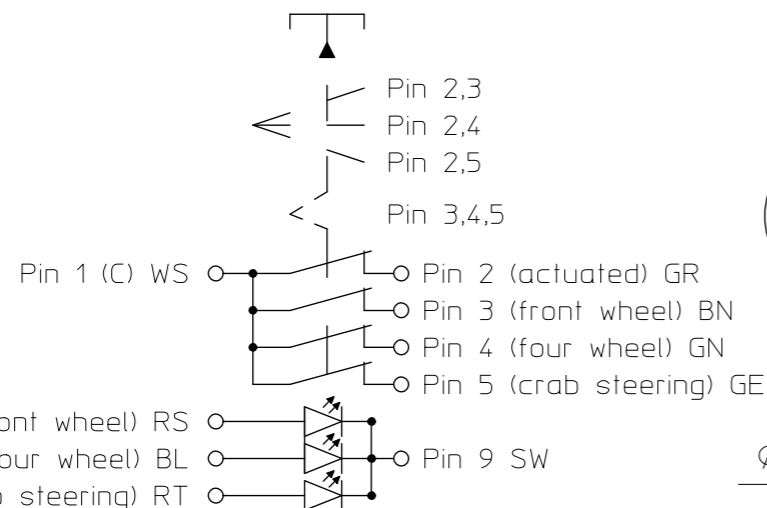 Pin 2,3
Pin 2,4
Pin 2,5
Pin 3,4,5
Pin 1 (C) WS
Pin 2 (actuated) GR
Pin 3 (front wheel) BN
Pin 4 (four wheel) GN
Pin 5 (crab steering) GE
wheel) RS
wheel) BL
Pin 9 SW
steering) RT